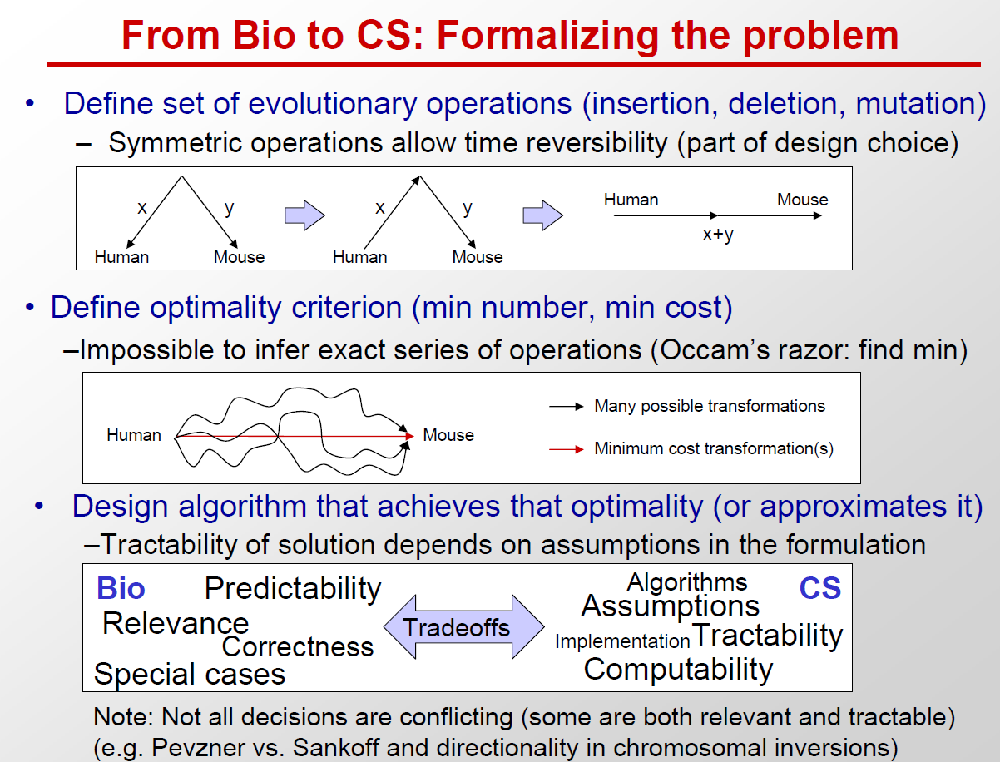 From Bio to CS: Formalizing the problem
• Define set of evolutionary operations (insertion, deletion, mutation)
– Symmetric operations allow time reversibility (part of design choice)
x y
Human Mouse
x y
Human Mouse
Human Mouse
x+y
• Define optimality criterion (min number, min cost)
–Impossible to infer exact series of operations (Occam's razor: find min)
Human Mouse
Many possible transformations
Minimum cost transformation(s)
• Design algorithm that achieves that optimality (or approximates it)
–Tractability of solution depends on assumptions in the formulation
Bio Predictability
Relevance
Correctness
Special cases
Tradeoffs
Algorithms CS
Assumptions
Implementation Tractability
Computability
Note: Not all decisions are conflicting (some are both relevant and tractable)
(e.g. Pevzner vs. Sankoff and directionality in chromosomal inversions)